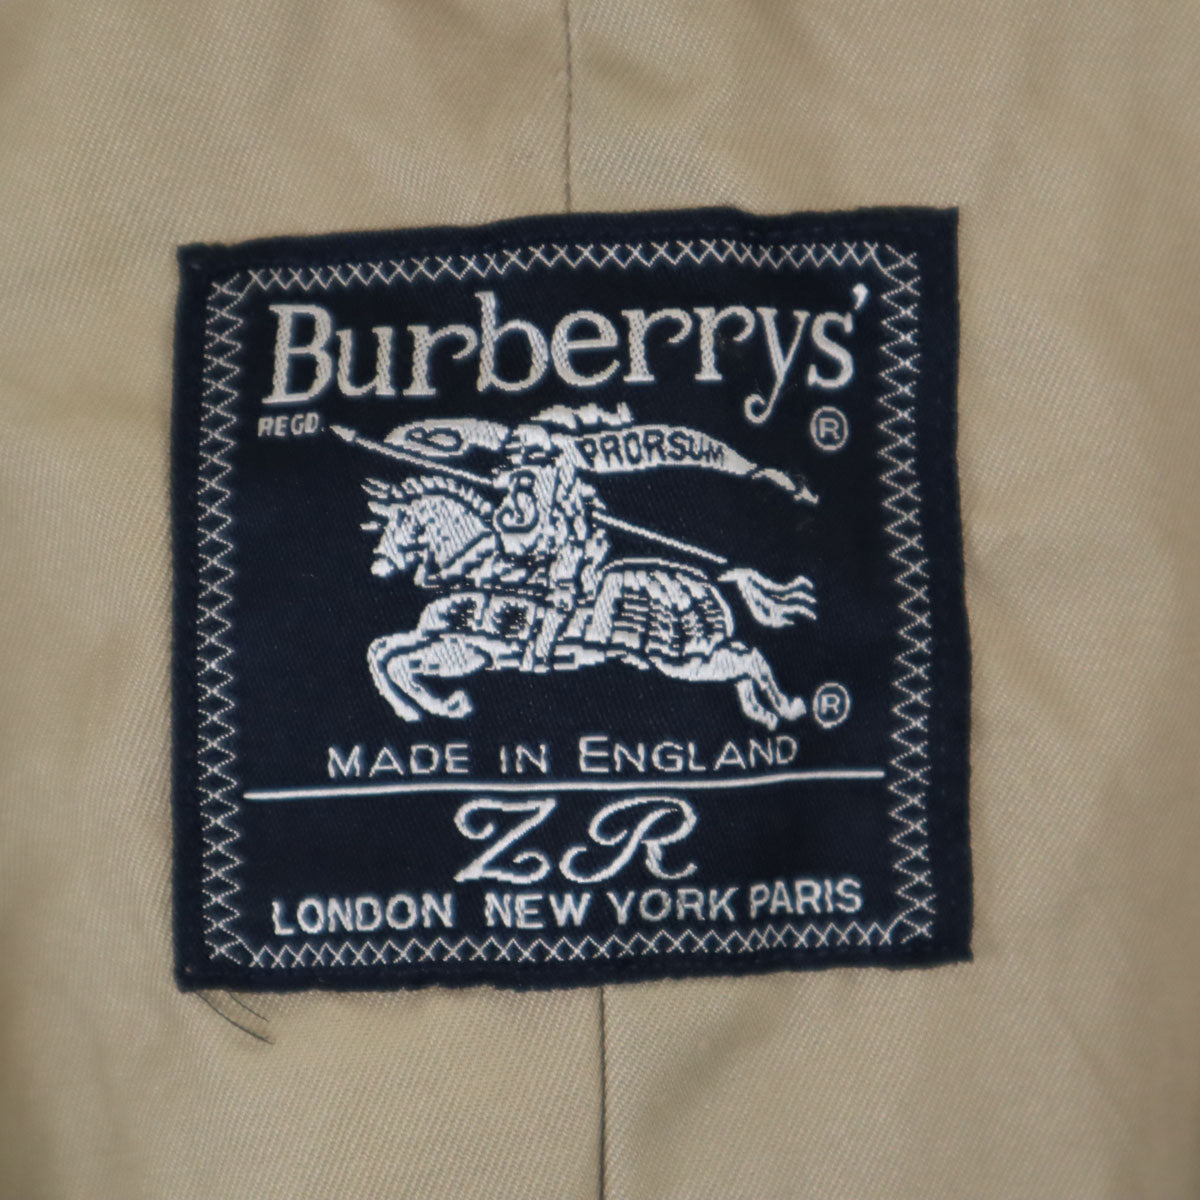 Burberrys'
REGD. ®
B PRORSUM
B
®
MADE IN ENGLAND
ZR
LONDON NEW YORK PARIS